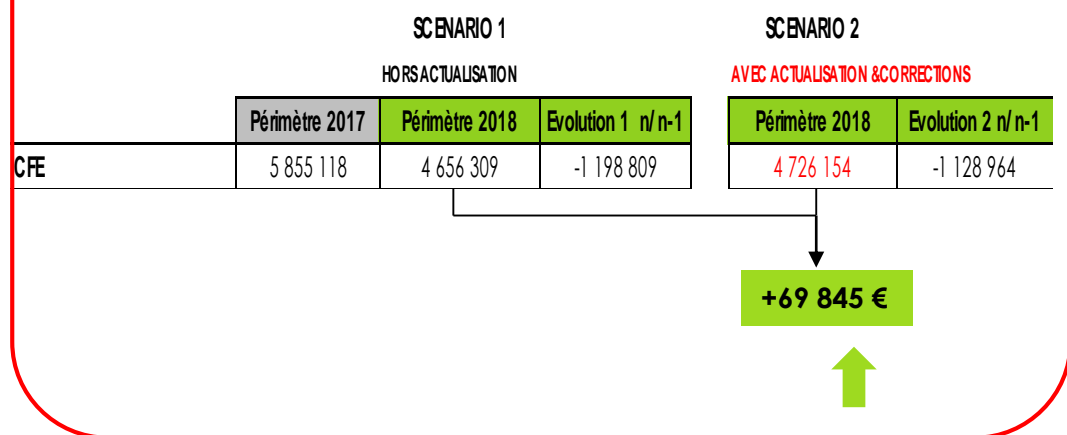 SCENARIO 1 SCENARIO 2
HORS ACTUALISATION AVEC ACTUALISATION &CORRECTIONS
Périmètre 2017 Périmètre 2018 Evolution 1 n/ n-1 Périmètre 2018 Evolution 2 n/ n-1
CFE 5 855 118 4 656 309 -1 198 809 4 726 154 -1 128 964
+69 845 €